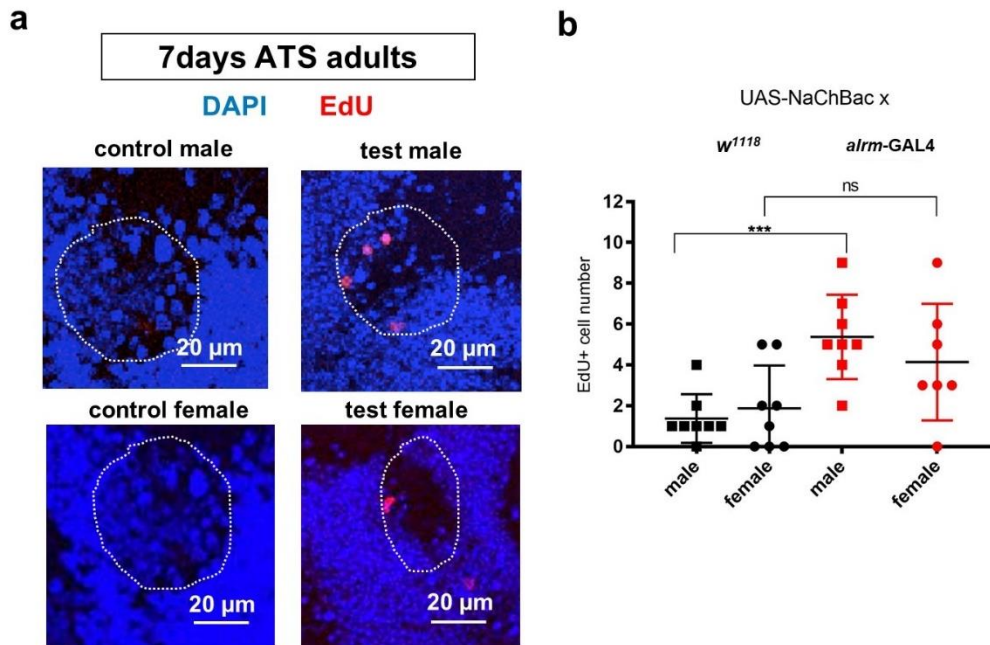 a
7days ATS adults
DAPI EdU
control male test male
20 µm 20 µm
control female test female
20 µm 20 µm
b
UAS-NaChBac x
w1118 alrm-GAL4
ns
***
EdU+ cell number
12
10
8
6
4
2
0
male female male female